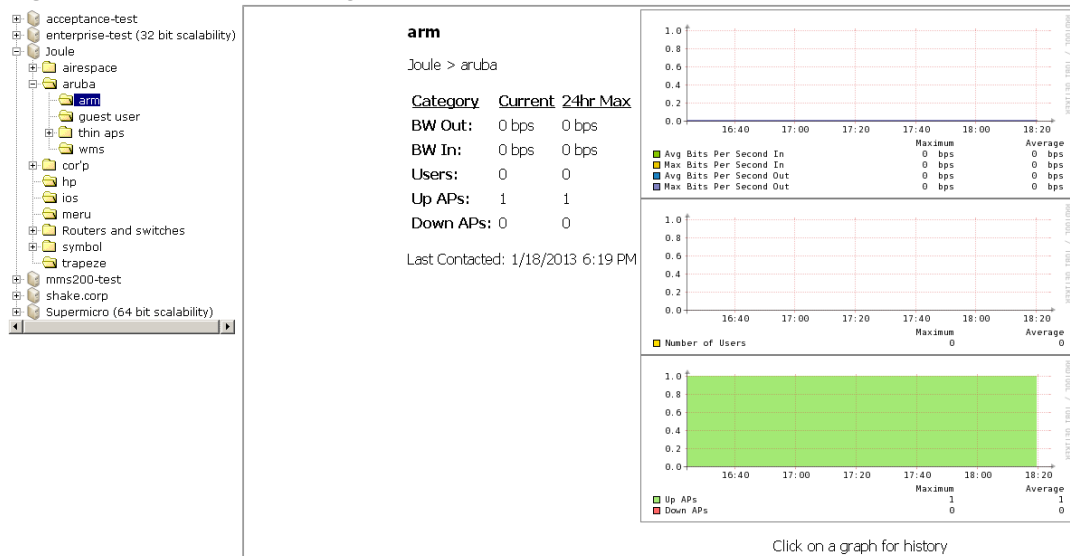 acceptance-test
enterprise-test (32 bit scalability)
Joule
airespace
aruba
arm
guest user
thin aps
wms
cor'p
hp
ios
meru
Routers and switches
symbol
trapeze
mms200-test
shake.corp
Supermicro (64 bit scalability)
arm
Joule > aruba
Category Current 24hr Max
BW Out: 0 bps 0 bps
BW In: 0 bps 0 bps
Users: 0 0
Up APs: 1 1
Down APs: 0 0
Last Contacted: 1/18/2013 6:19 PM
1.0
0.8
0.6
0.4
0.2
0.0
16:40 17:00 17:20 17:40 18:00 18:20
Maximum Average
Avg Bits Per Second In 0 bps 0 bps
Max Bits Per Second In 0 bps 0 bps
Avg Bits Per Second Out 0 bps 0 bps
Max Bits Per Second Out 0 bps 0 bps
RRDTOOL / TOBI OETIKER
1.0
0.8
0.6
0.4
0.2
0.0
16:40 17:00 17:20 17:40 18:00 18:20
Maximum Average
Number of Users 0 0
RRDTOOL / TOBI OETIKER
1.0
0.8
0.6
0.4
0.2
0.0
16:40 17:00 17:20 17:40 18:00 18:20
Maximum Average
Up APs 1 1
Down APs 0 0
RRDTOOL / TOBI OETIKER
Click on a graph for history